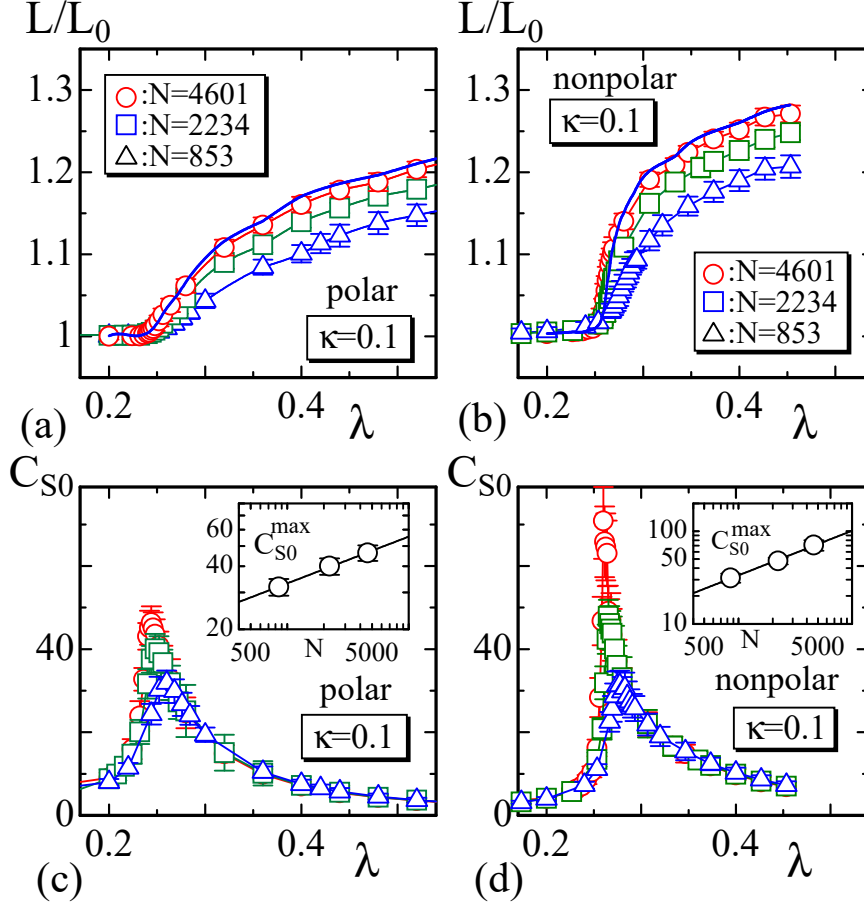 L/L0
1.3
1.2
1.1
1
○:N=4601
□:N=2234
△:N=853
polar
κ=0.1
0.2
0.4
λ
(a)
L/L0
1.3
1.2
1.1
1
nonpolar
κ=0.1
○:N=4601
□:N=2234
△:N=853
0.2
0.4
λ
(b)
CS0
40
0
60
40
20
CS0max
500
N
5000
polar
κ=0.1
0.2
0.4
λ
(c)
CS0
40
0
100
50
10
CS0max
500
N
5000
nonpolar
κ=0.1
0.2
0.4
λ
(d)